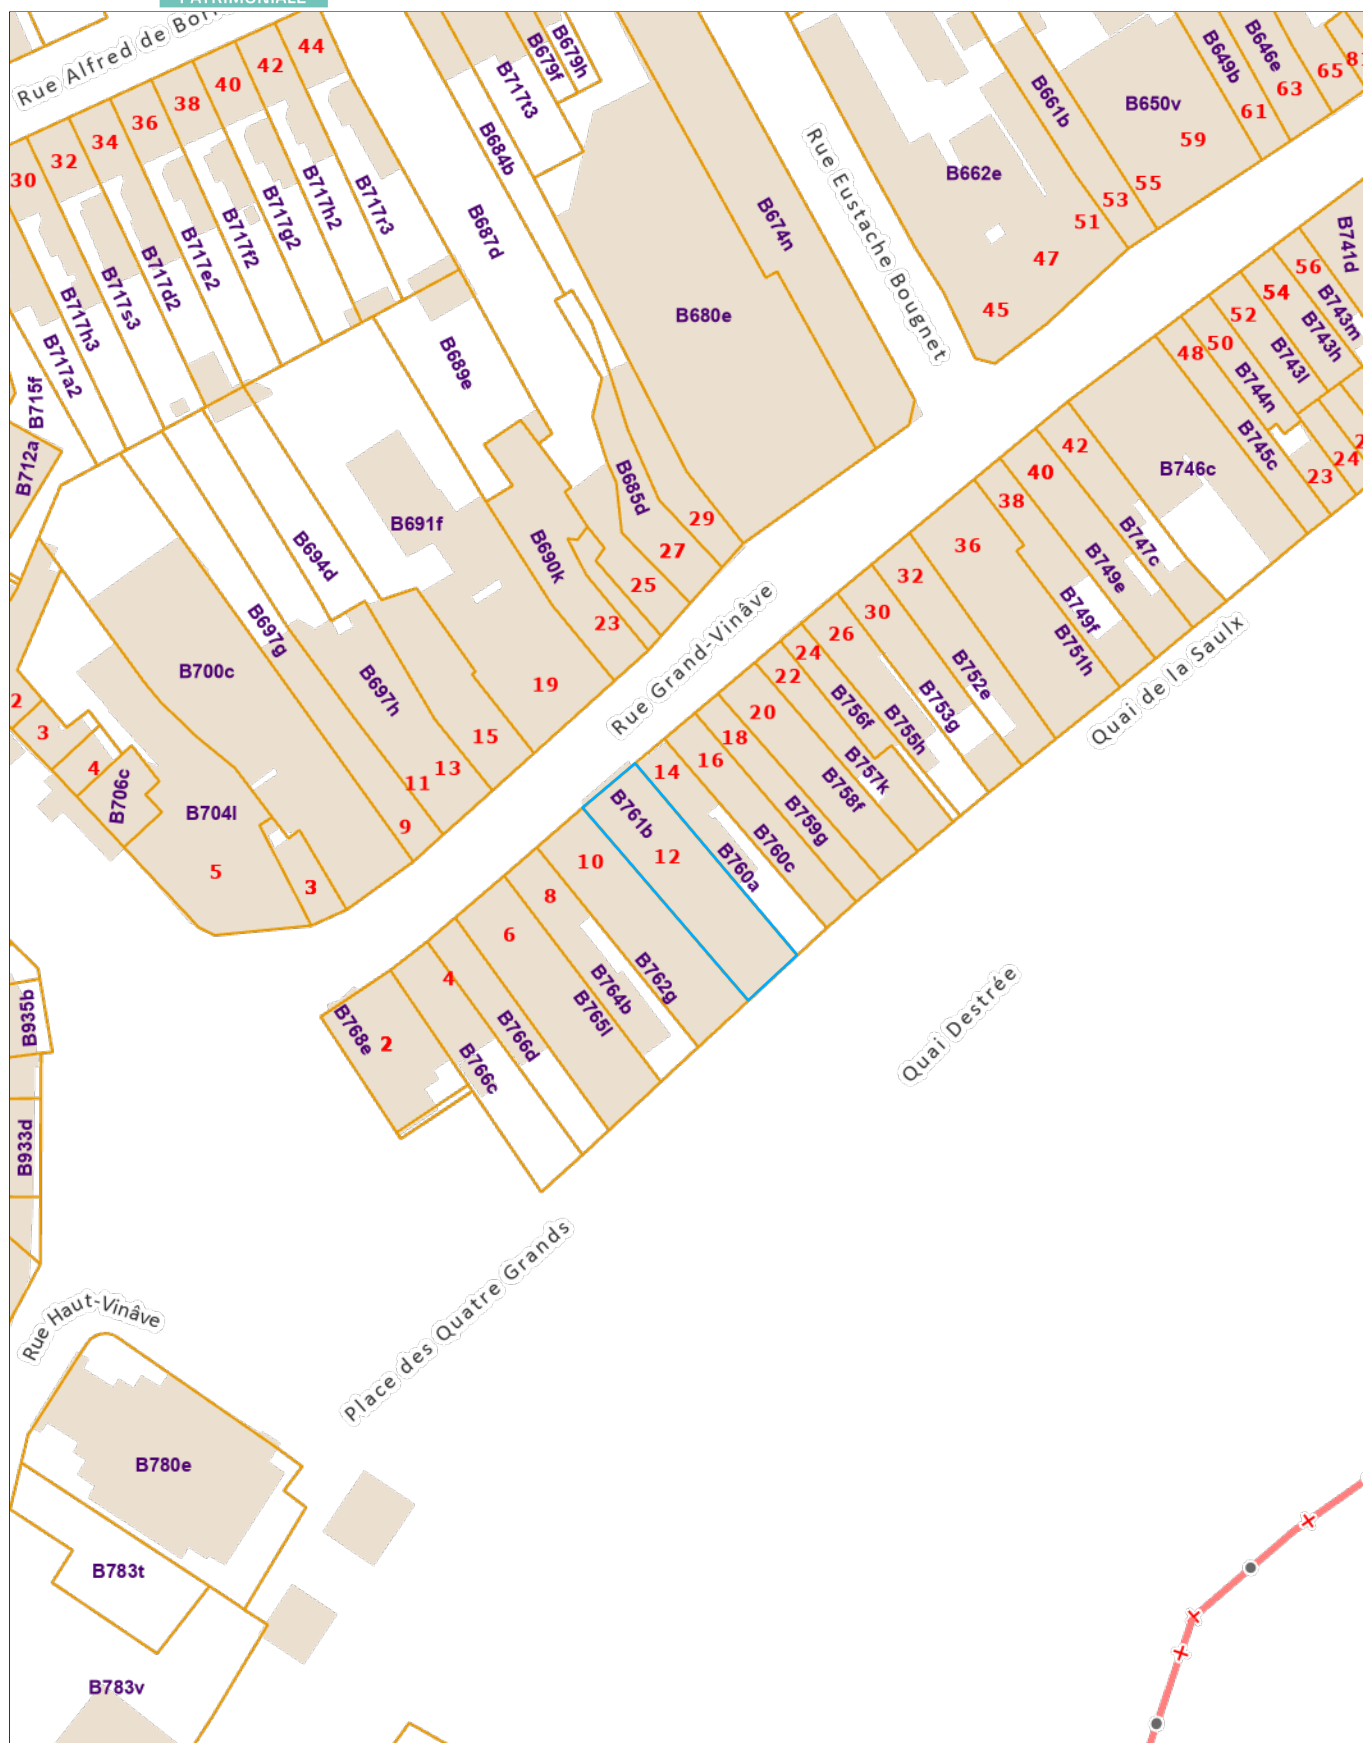 PATRIMONIALE
Rue Alfred de Bor
44
42
40
38
36
34
32
30
B679h
B679f
B717t3
B684b
B687d
B717r3
B717h2
B717g2
B717f2
B717e2
B717d2
B717s3
B717h3
B717a2
B715f
B712a
B674n
B680e
Rue Eustache Bougnet
B661b
B650v
B649b
B646e
65
63
61
59
55
53
51
47
45
B662e
B741d
56
54
52
50
48
B743m
B743h
B743l
B744n
B745c
24
23
B689e
B685d
29
27
25
23
B690k
B691f
B694d
B697g
B697h
B700c
19
15
13
11
9
2
3
4
B706c
B704l
5
3
42
40
38
36
32
30
26
24
22
20
18
16
14
12
10
8
6
4
2
B746c
B747c
B749e
B749f
B751h
B752e
B753g
B755h
B756f
B757k
B758f
B759g
B760c
B760a
B761b
B762g
B764b
B765l
B766d
B766c
B768e
Rue Grand-Vinâve
Quai de la Saulx
Quai Destrée
B935b
B933d
Rue Haut-Vinâve
Place des Quatre Grands
B780e
B783t
B783v